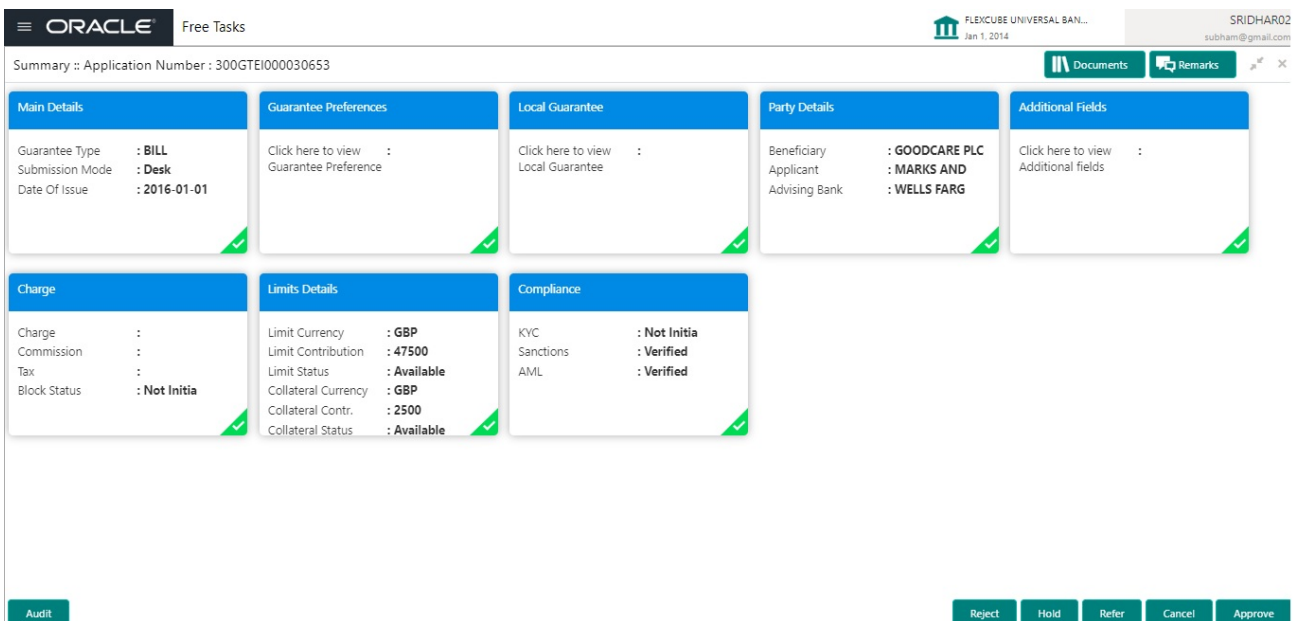 ORACLE Free Tasks
FLEXCUBE UNIVERSAL BAN...
Jan 1, 2014
SRIDHAR02
subham@gmail.com
Summary :: Application Number : 300GTEI000030653
Documents
Remarks
Main Details
Guarantee Type : BILL
Submission Mode : Desk
Date Of Issue : 2016-01-01
Guarantee Preferences
Click here to view :
Guarantee Preference
Local Guarantee
Click here to view :
Local Guarantee
Party Details
Beneficiary : GOODCARE PLC
Applicant : MARKS AND
Advising Bank : WELLS FARG
Additional Fields
Click here to view :
Additional fields
Charge
Charge :
Commission :
Tax :
Block Status : Not Initia
Limits Details
Limit Currency : GBP
Limit Contribution : 47500
Limit Status : Available
Collateral Currency : GBP
Collateral Contr. : 2500
Collateral Status : Available
Compliance
KYC : Not Initia
Sanctions : Verified
AML : Verified
Audit
Reject
Hold
Refer
Cancel
Approve